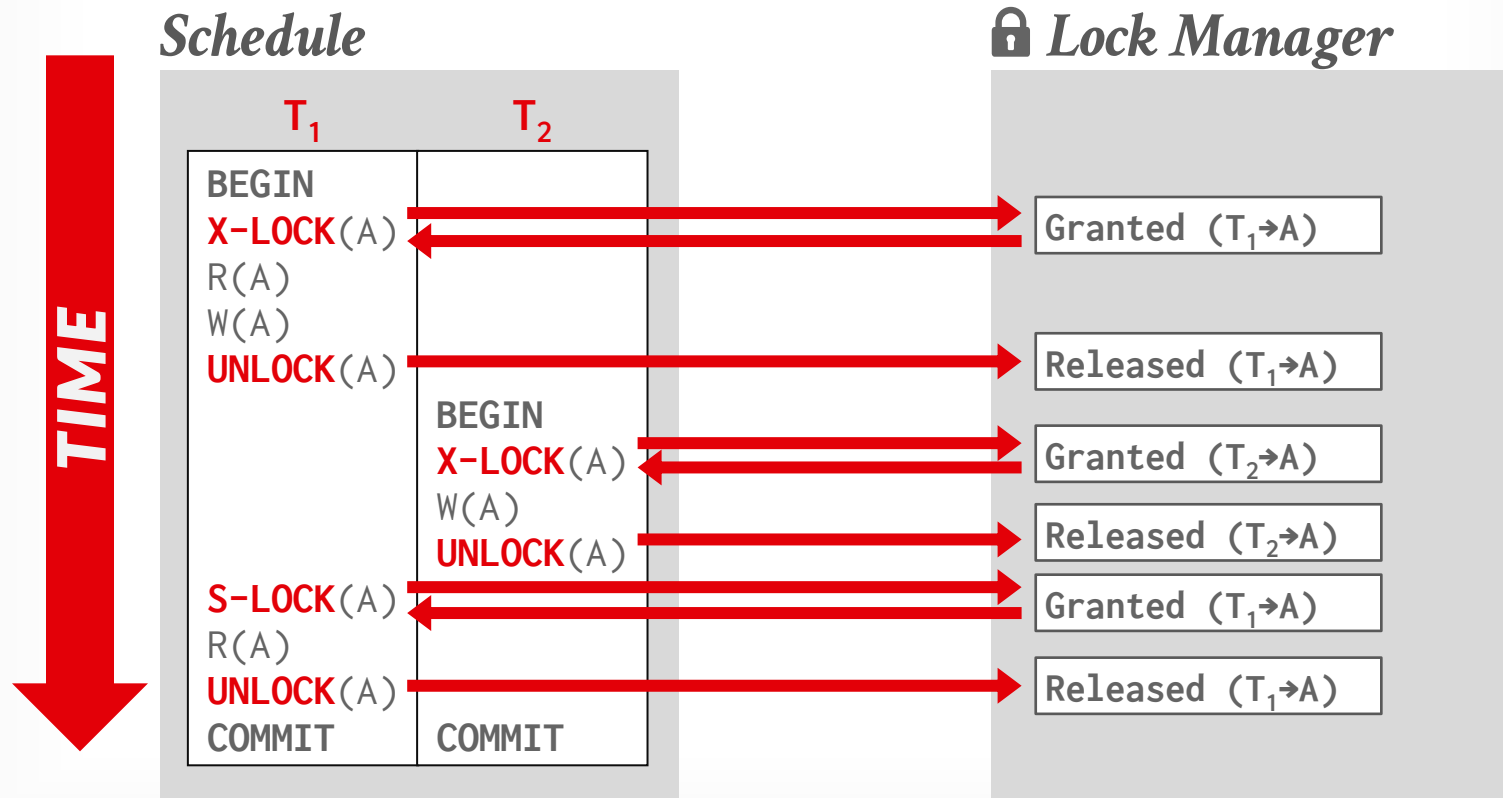 Schedule
Lock Manager
TIME
T₁ T₂
BEGIN
X-LOCK(A)
Granted (T₁→A)
R(A)
W(A)
UNLOCK(A)
Released (T₁→A)
BEGIN
X-LOCK(A)
Granted (T₂→A)
W(A)
UNLOCK(A)
Released (T₂→A)
S-LOCK(A)
Granted (T₁→A)
R(A)
UNLOCK(A)
Released (T₁→A)
COMMIT COMMIT